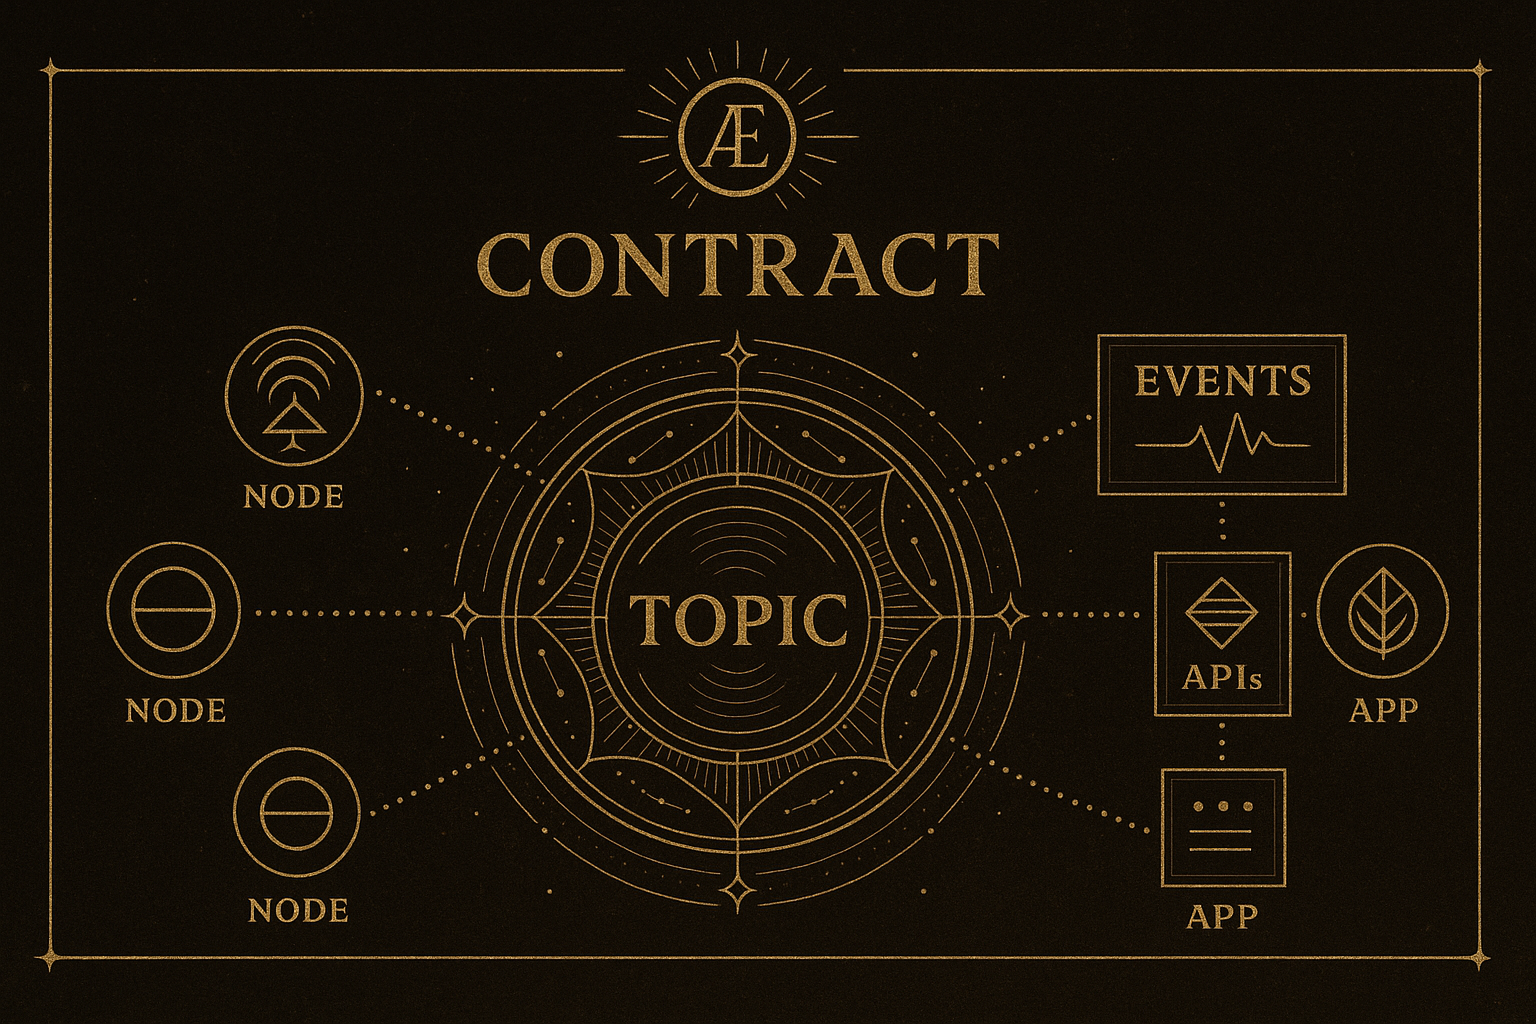 Æ
CONTRACT
NODE
EVENTS
TOPIC
NODE
APIs
APP
NODE
APP